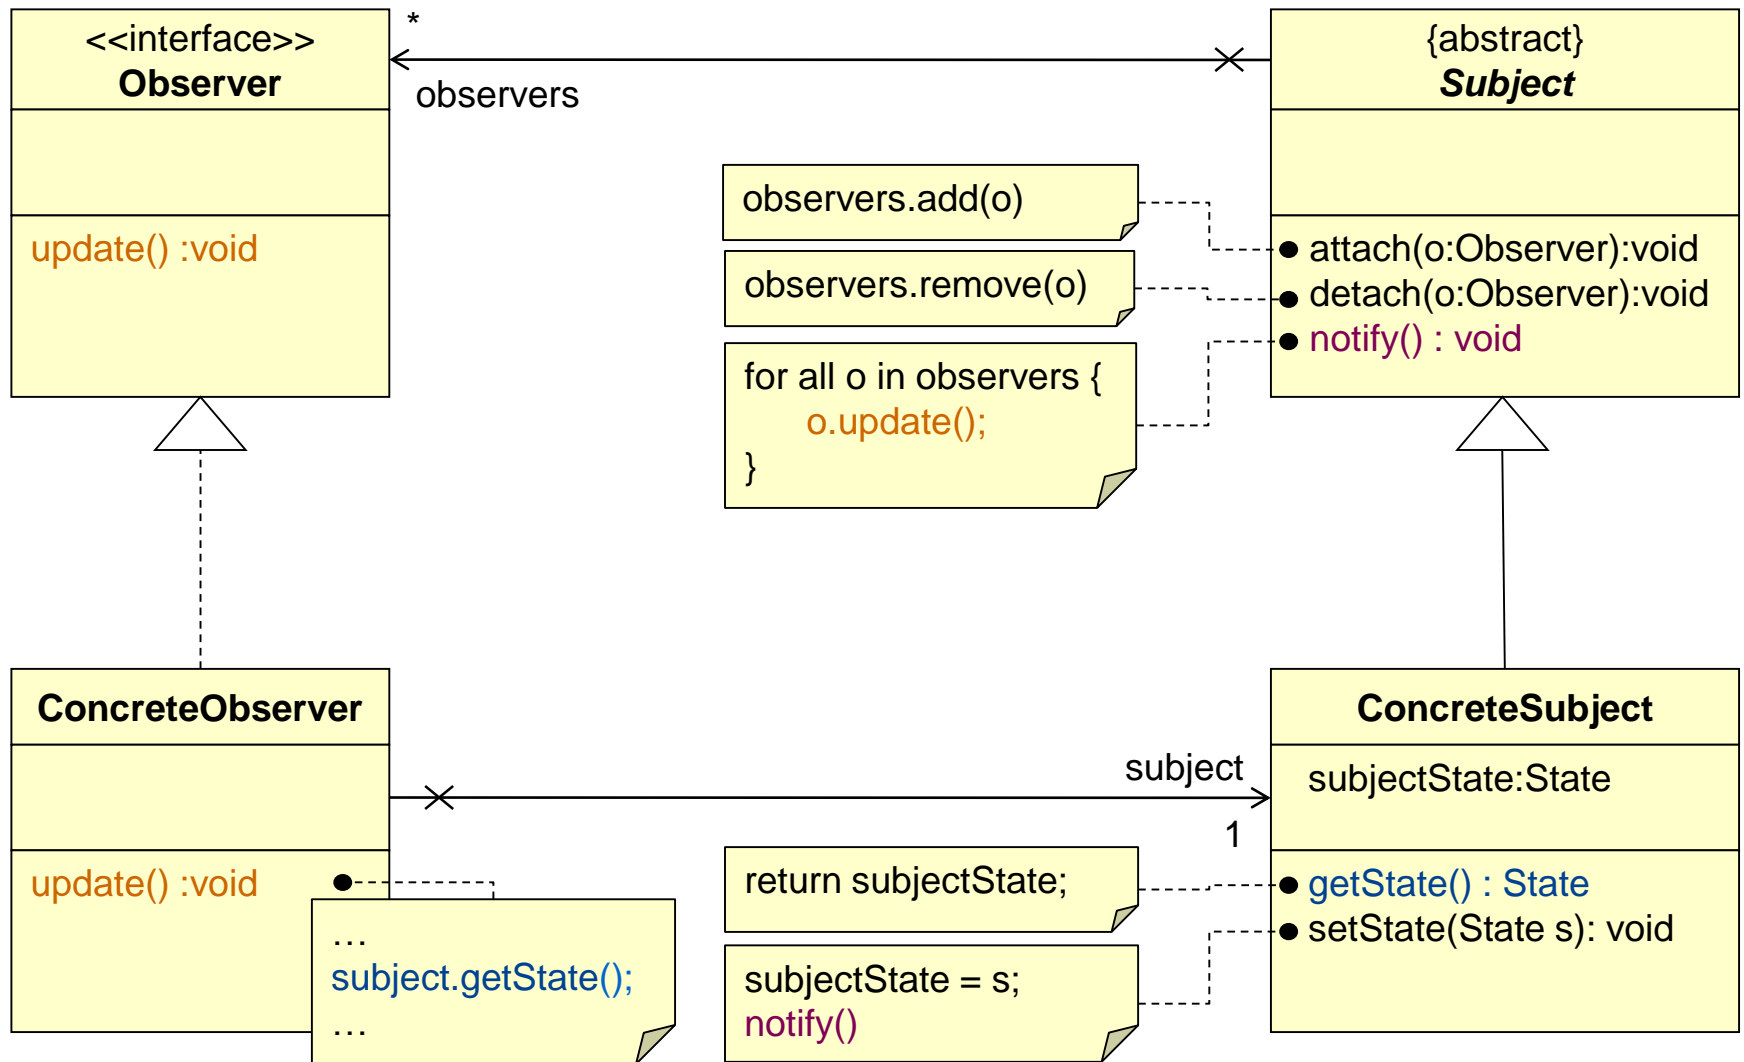 <<interface>>
Observer
update() :void
*
observers
{abstract}
Subject
attach(o:Observer):void
detach(o:Observer):void
notify() : void
observers.add(o)
observers.remove(o)
for all o in observers {
o.update();
}
ConcreteObserver
update() :void
…
subject.getState();
…
subject
1
ConcreteSubject
subjectState:State
getState() : State
setState(State s): void
return subjectState;
subjectState = s;
notify()